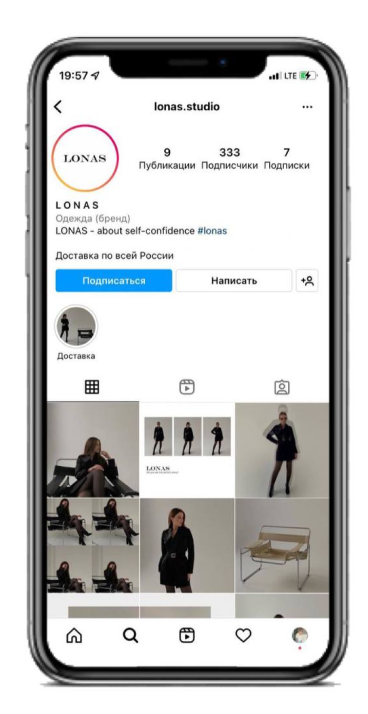 19:57
LTE
lonas.studio
LONAS
9 333 7
Публикации Подписчики Подписки
LONAS
Одежда (бренд)
LONAS - about self-confidence #lonas
Доставка по всей России
Подписаться Написать
Доставка
LONAS